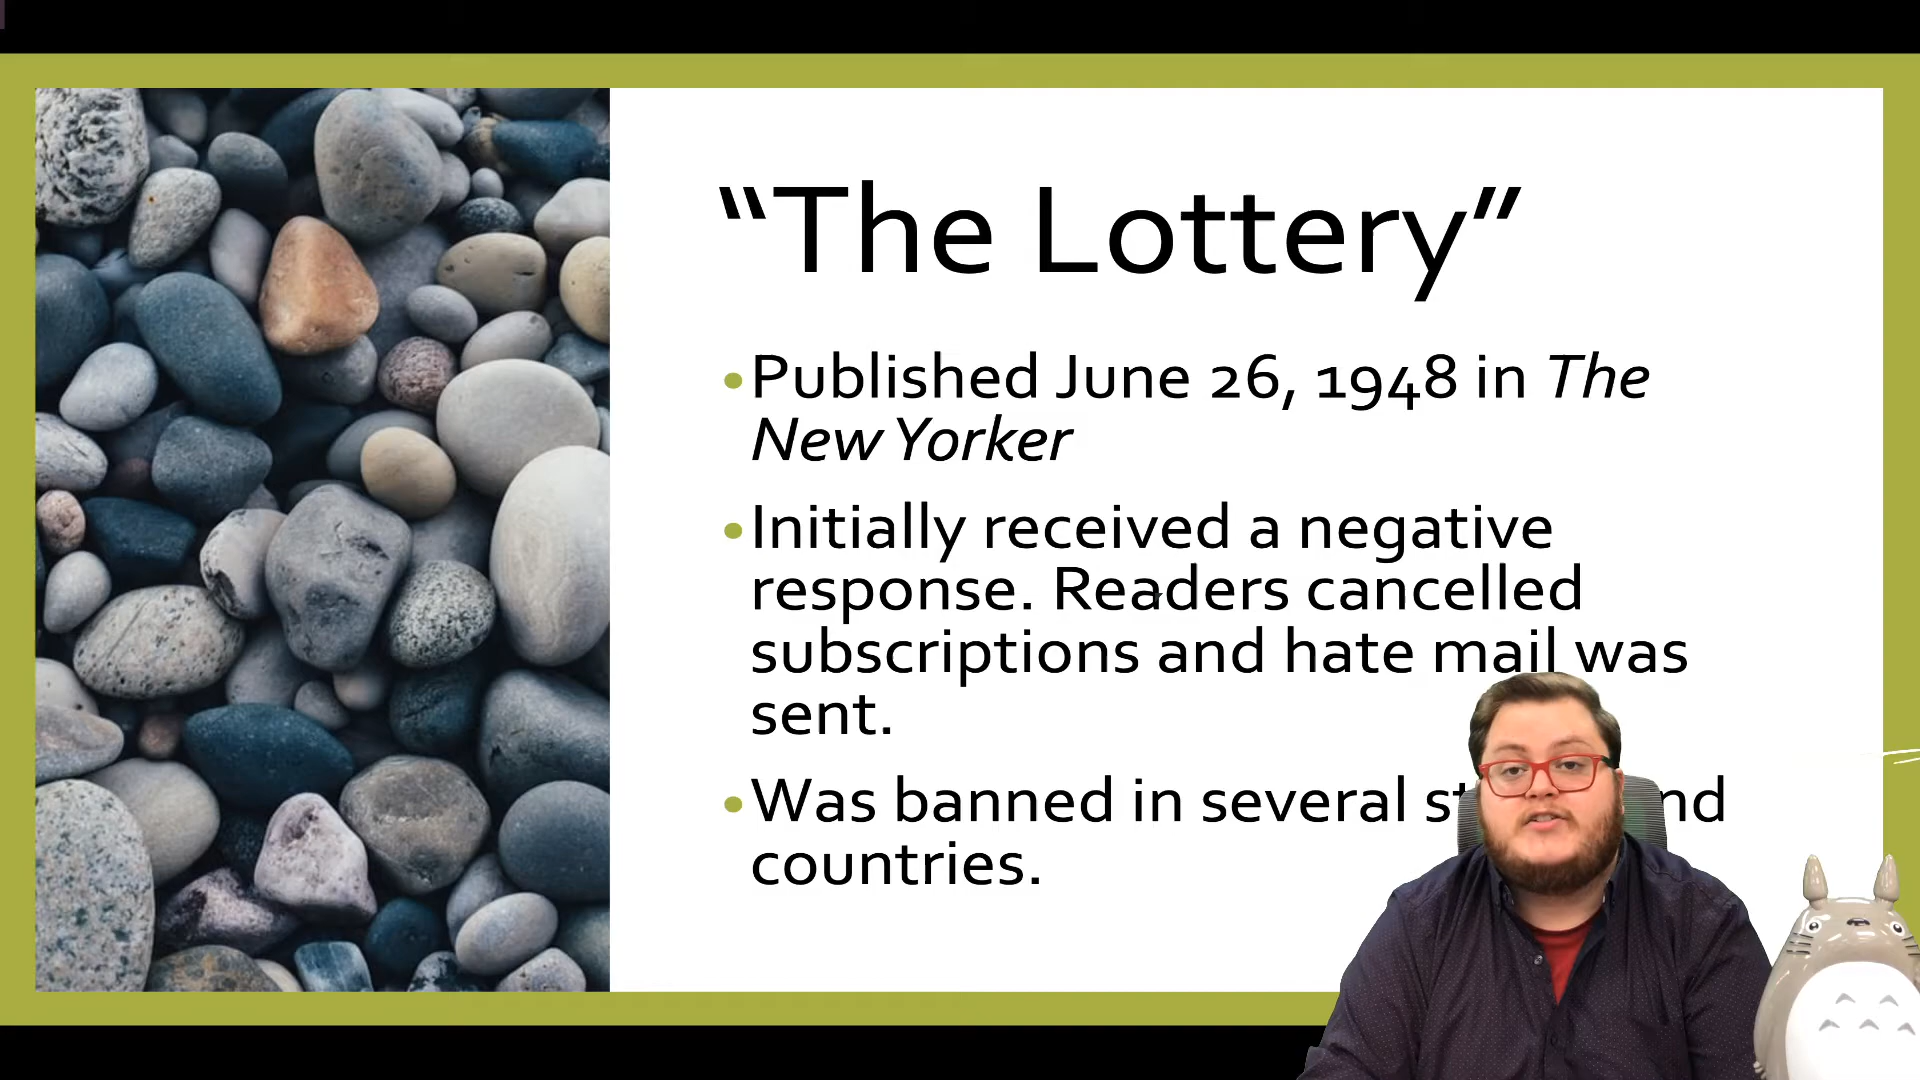 “The Lottery”
•Published June 26, 1948 in The
New Yorker
•Initially received a negative
response. Readers cancelled
subscriptions and hate mail was
sent.
•Was banned in several
countries.